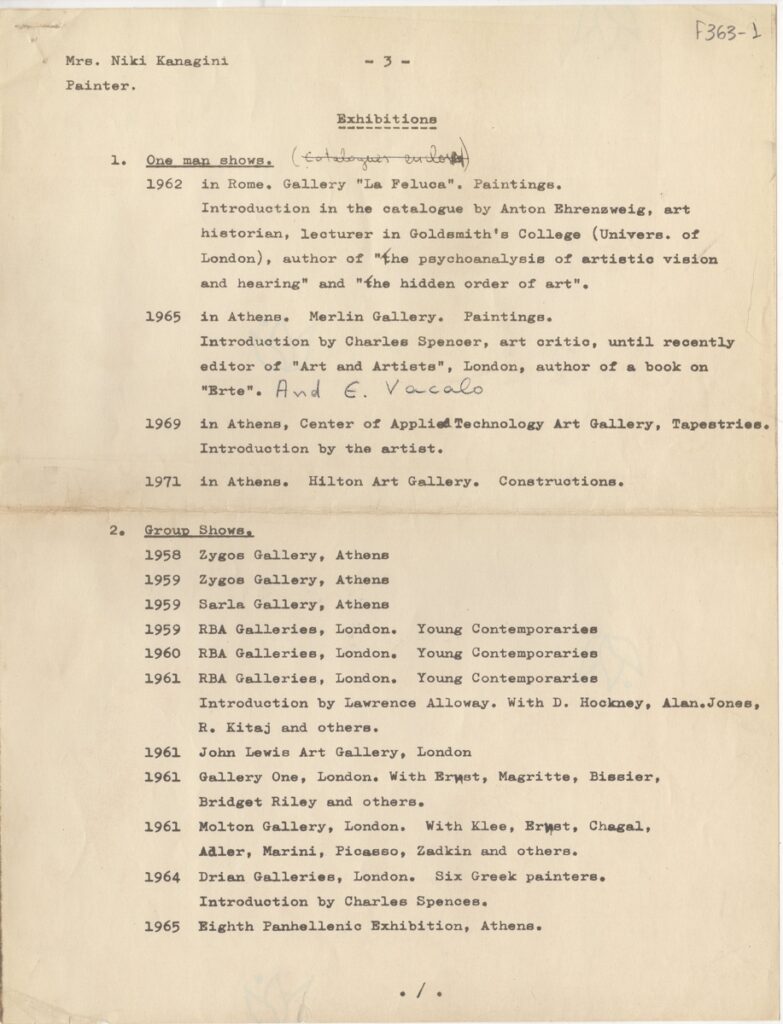 F363-1
Mrs. Niki Kanagini - 3 -
Painter.
Exhibitions
1. One man shows. (catalogues enclosed)
1962 in Rome. Gallery "La Feluca". Paintings.
Introduction in the catalogue by Anton Ehrenzweig, art
historian, lecturer in Goldsmith's College (Univers. of
London), author of "the psychoanalysis of artistic vision
and hearing" and "the hidden order of art".
1965 in Athens. Merlin Gallery. Paintings.
Introduction by Charles Spencer, art critic, until recently
editor of "Art and Artists", London, author of a book on
"Erte". And E. Vacalo
1969 in Athens, Center of Applied Technology Art Gallery, Tapestries.
Introduction by the artist.
1971 in Athens. Hilton Art Gallery. Constructions.
2. Group Shows.
1958 Zygos Gallery, Athens
1959 Zygos Gallery, Athens
1959 Sarla Gallery, Athens
1959 RBA Galleries, London. Young Contemporaries
1960 RBA Galleries, London. Young Contemporaries
1961 RBA Galleries, London. Young Contemporaries
Introduction by Lawrence Alloway. With D. Hockney, Alan.Jones,
R. Kitaj and others.
1961 John Lewis Art Gallery, London
1961 Gallery One, London. With Ernst, Magritte, Bissier,
Bridget Riley and others.
1961 Molton Gallery, London. With Klee, Ernst, Chagal,
Adler, Marini, Picasso, Zadkin and others.
1964 Drian Galleries, London. Six Greek painters.
Introduction by Charles Spences.
1965 Eighth Panhellenic Exhibition, Athens.
. / .